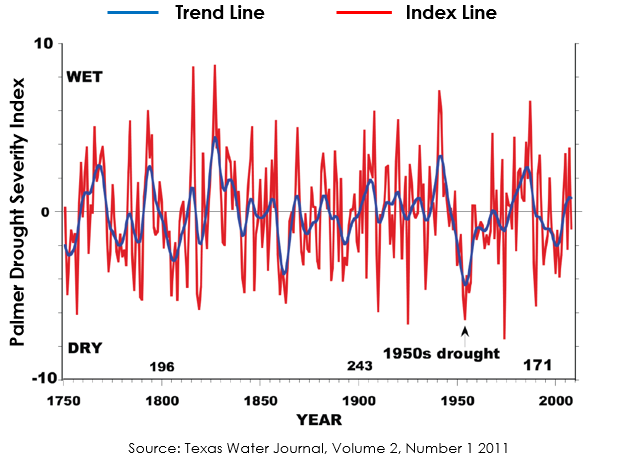 Trend Line Index Line
Palmer Drought Severity Index
10
WET
0
DRY
1950s drought
196 243 171
-10
1750 1800 1850 1900 1950 2000
YEAR
Source: Texas Water Journal, Volume 2, Number 1 2011